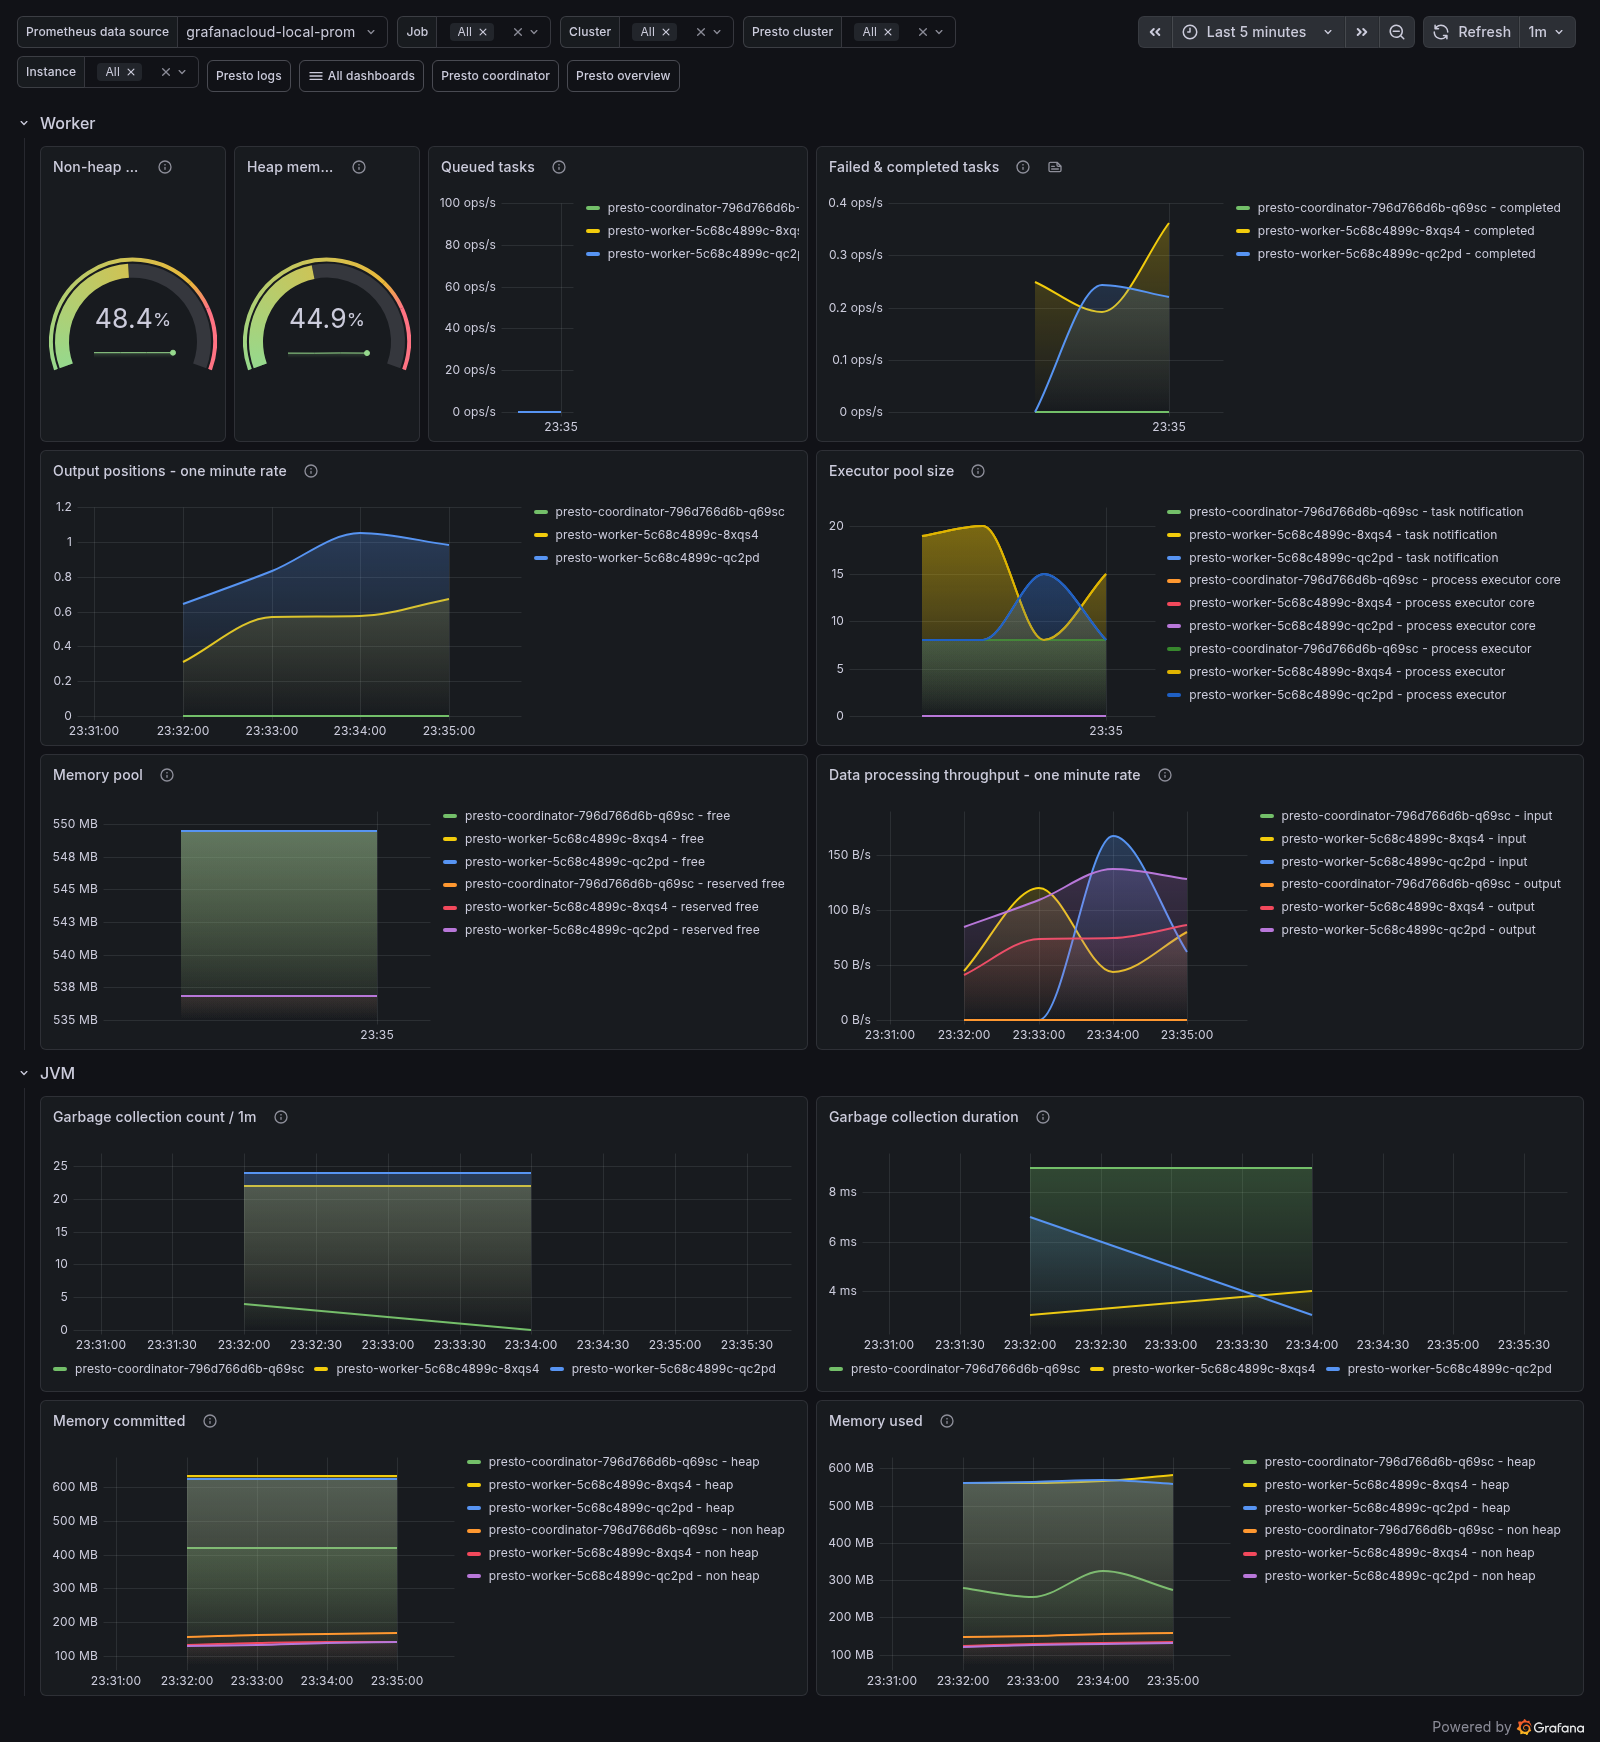 Prometheus data source grafanacloud-local-prom Job All Cluster All Presto cluster All Last 5 minutes Refresh 1m
Instance All Presto logs All dashboards Presto coordinator Presto overview
Worker
Non-heap ...
48.4%
Heap mem...
44.9%
Queued tasks
100 ops/s
80 ops/s
60 ops/s
40 ops/s
20 ops/s
0 ops/s
23:35
presto-coordinator-796d766d6b-
presto-worker-5c68c4899c-8xqs
presto-worker-5c68c4899c-qc2p
Failed & completed tasks
0.4 ops/s
0.3 ops/s
0.2 ops/s
0.1 ops/s
0 ops/s
23:35
presto-coordinator-796d766d6b-q69sc - completed
presto-worker-5c68c4899c-8xqs4 - completed
presto-worker-5c68c4899c-qc2pd - completed
Output positions - one minute rate
1.2
1
0.8
0.6
0.4
0.2
0
23:31:00 23:32:00 23:33:00 23:34:00 23:35:00
presto-coordinator-796d766d6b-q69sc
presto-worker-5c68c4899c-8xqs4
presto-worker-5c68c4899c-qc2pd
Executor pool size
20
15
10
5
0
23:35
presto-coordinator-796d766d6b-q69sc - task notification
presto-worker-5c68c4899c-8xqs4 - task notification
presto-worker-5c68c4899c-qc2pd - task notification
presto-coordinator-796d766d6b-q69sc - process executor core
presto-worker-5c68c4899c-8xqs4 - process executor core
presto-worker-5c68c4899c-qc2pd - process executor core
presto-coordinator-796d766d6b-q69sc - process executor
presto-worker-5c68c4899c-8xqs4 - process executor
presto-worker-5c68c4899c-qc2pd - process executor
Memory pool
550 MB
548 MB
545 MB
543 MB
540 MB
538 MB
535 MB
23:35
presto-coordinator-796d766d6b-q69sc - free
presto-worker-5c68c4899c-8xqs4 - free
presto-worker-5c68c4899c-qc2pd - free
presto-coordinator-796d766d6b-q69sc - reserved free
presto-worker-5c68c4899c-8xqs4 - reserved free
presto-worker-5c68c4899c-qc2pd - reserved free
Data processing throughput - one minute rate
150 B/s
100 B/s
50 B/s
0 B/s
23:31:00 23:32:00 23:33:00 23:34:00 23:35:00
presto-coordinator-796d766d6b-q69sc - input
presto-worker-5c68c4899c-8xqs4 - input
presto-worker-5c68c4899c-qc2pd - input
presto-coordinator-796d766d6b-q69sc - output
presto-worker-5c68c4899c-8xqs4 - output
presto-worker-5c68c4899c-qc2pd - output
JVM
Garbage collection count / 1m
25
20
15
10
5
0
23:31:00 23:31:30 23:32:00 23:32:30 23:33:00 23:33:30 23:34:00 23:34:30 23:35:00 23:35:30
presto-coordinator-796d766d6b-q69sc presto-worker-5c68c4899c-8xqs4 presto-worker-5c68c4899c-qc2pd
Garbage collection duration
8 ms
6 ms
4 ms
23:31:00 23:31:30 23:32:00 23:32:30 23:33:00 23:33:30 23:34:00 23:34:30 23:35:00 23:35:30
presto-coordinator-796d766d6b-q69sc presto-worker-5c68c4899c-8xqs4 presto-worker-5c68c4899c-qc2pd
Memory committed
600 MB
500 MB
400 MB
300 MB
200 MB
100 MB
23:31:00 23:32:00 23:33:00 23:34:00 23:35:00
presto-coordinator-796d766d6b-q69sc - heap
presto-worker-5c68c4899c-8xqs4 - heap
presto-worker-5c68c4899c-qc2pd - heap
presto-coordinator-796d766d6b-q69sc - non heap
presto-worker-5c68c4899c-8xqs4 - non heap
presto-worker-5c68c4899c-qc2pd - non heap
Memory used
600 MB
500 MB
400 MB
300 MB
200 MB
100 MB
23:31:00 23:32:00 23:33:00 23:34:00 23:35:00
presto-coordinator-796d766d6b-q69sc - heap
presto-worker-5c68c4899c-8xqs4 - heap
presto-worker-5c68c4899c-qc2pd - heap
presto-coordinator-796d766d6b-q69sc - non heap
presto-worker-5c68c4899c-8xqs4 - non heap
presto-worker-5c68c4899c-qc2pd - non heap
Powered by Grafana